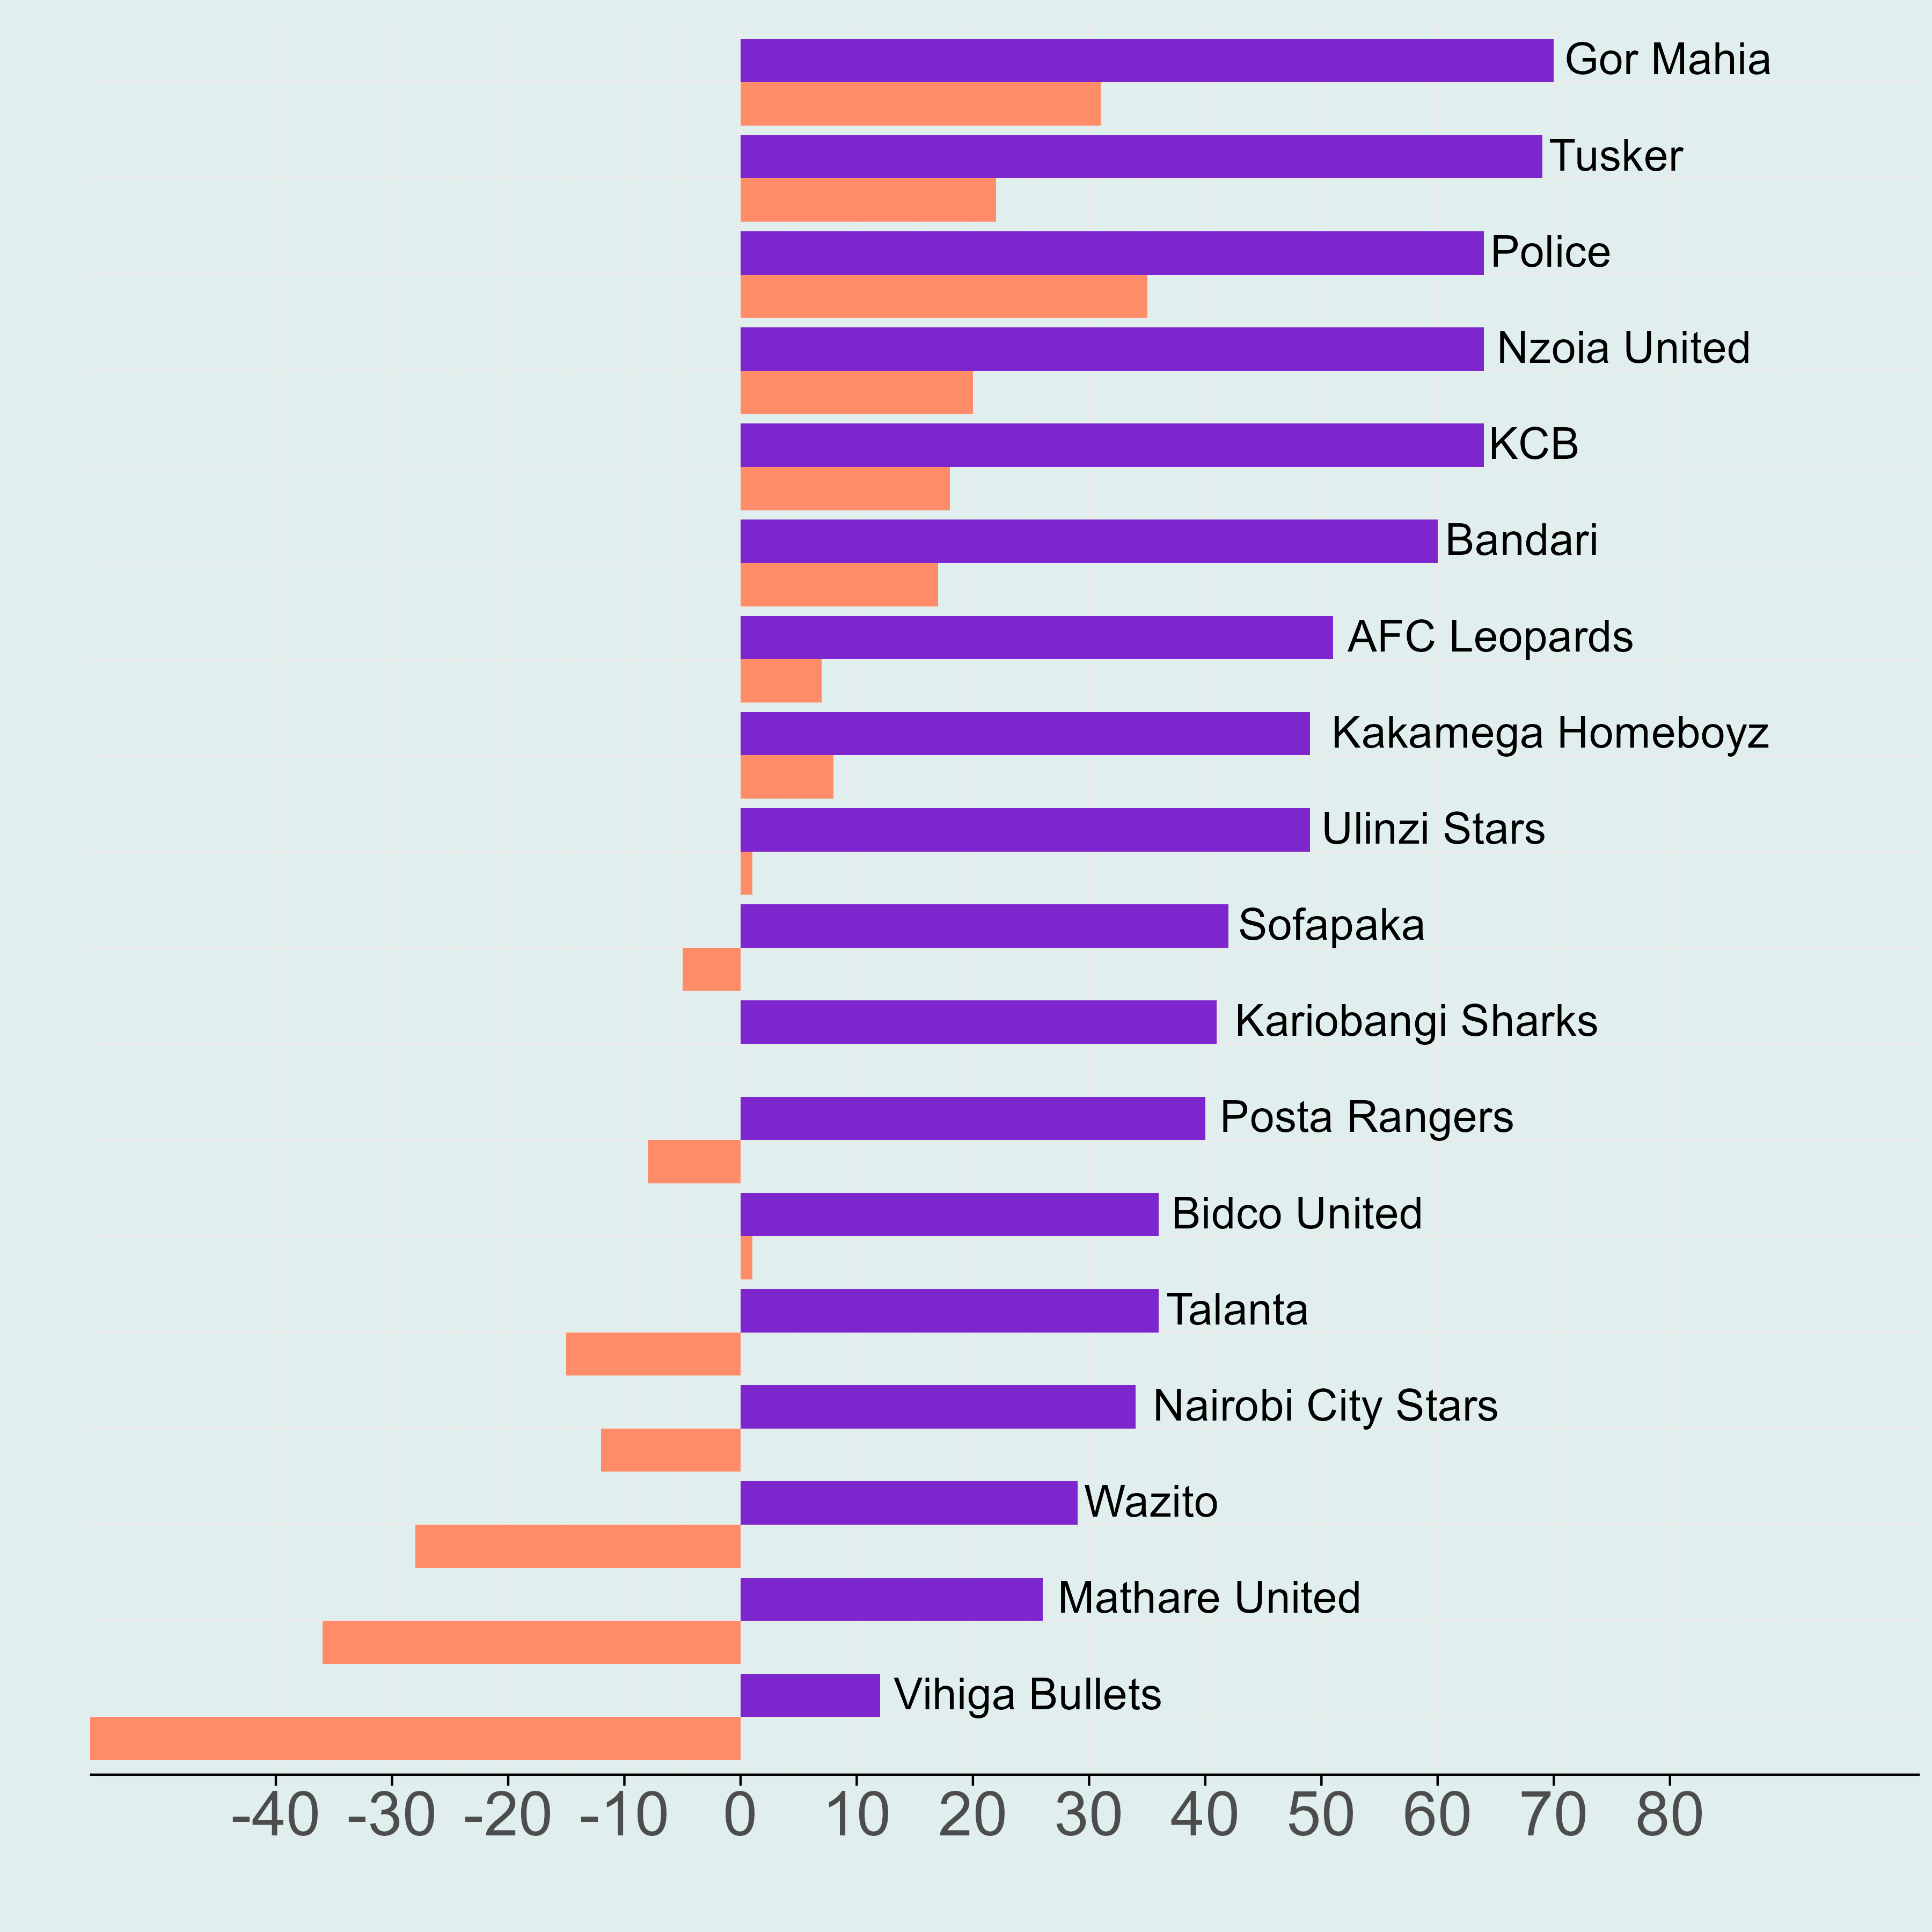 Gor Mahia
Tusker
Police
Nzoia United
KCB
Bandari
AFC Leopards
Kakamega Homeboyz
Ulinzi Stars
Sofapaka
Kariobangi Sharks
Posta Rangers
Bidco United
Talanta
Nairobi City Stars
Wazito
Mathare United
Vihiga Bullets
-40 -30 -20 -10 0 10 20 30 40 50 60 70 80